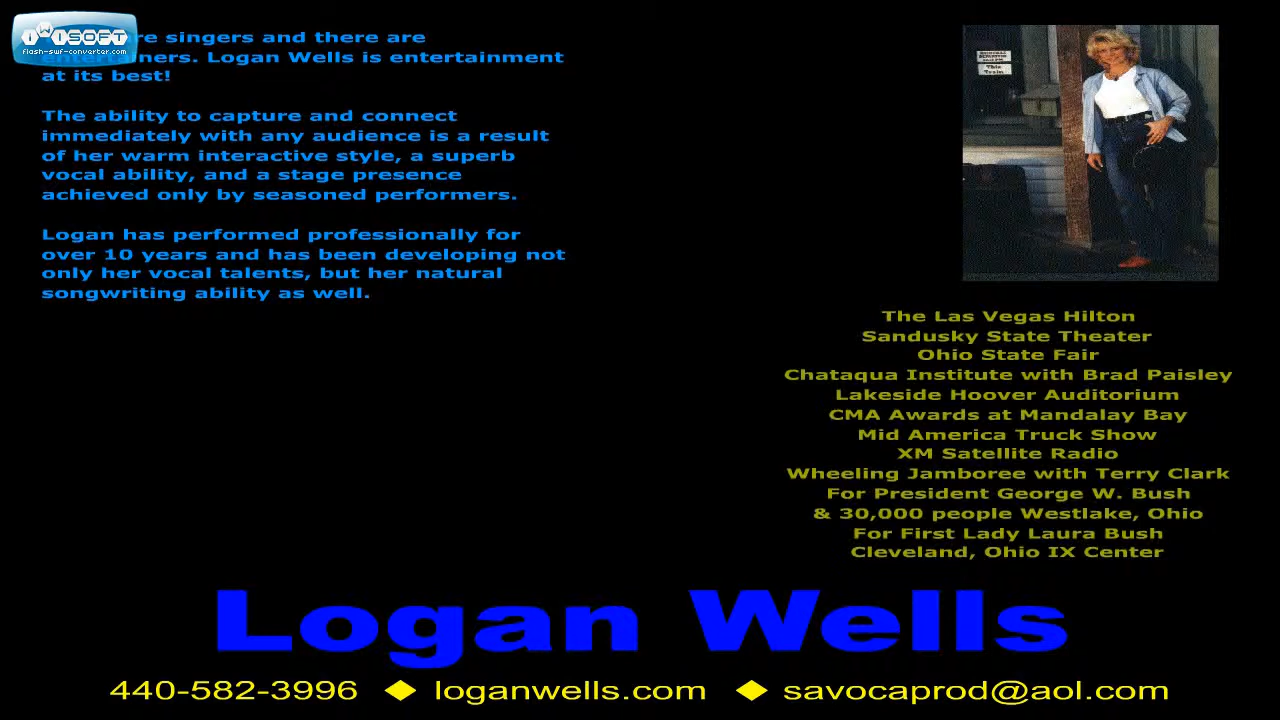 iWiSOFT
flash-swf-converter.com
re singers and there are
entertainers. Logan Wells is entertainment
at its best!
The ability to capture and connect
immediately with any audience is a result
of her warm interactive style, a superb
vocal ability, and a stage presence
achieved only by seasoned performers.
Logan has performed professionally for
over 10 years and has been developing not
only her vocal talents, but her natural
songwriting ability as well.
This
Train
The Las Vegas Hilton
Sandusky State Theater
Ohio State Fair
Chataqua Institute with Brad Paisley
Lakeside Hoover Auditorium
CMA Awards at Mandalay Bay
Mid America Truck Show
XM Satellite Radio
Wheeling Jamboree with Terry Clark
For President George W. Bush
& 30,000 people Westlake, Ohio
For First Lady Laura Bush
Cleveland, Ohio IX Center
Logan Wells
440-582-3996 ◆ loganwells.com ◆ savocaprod@aol.com